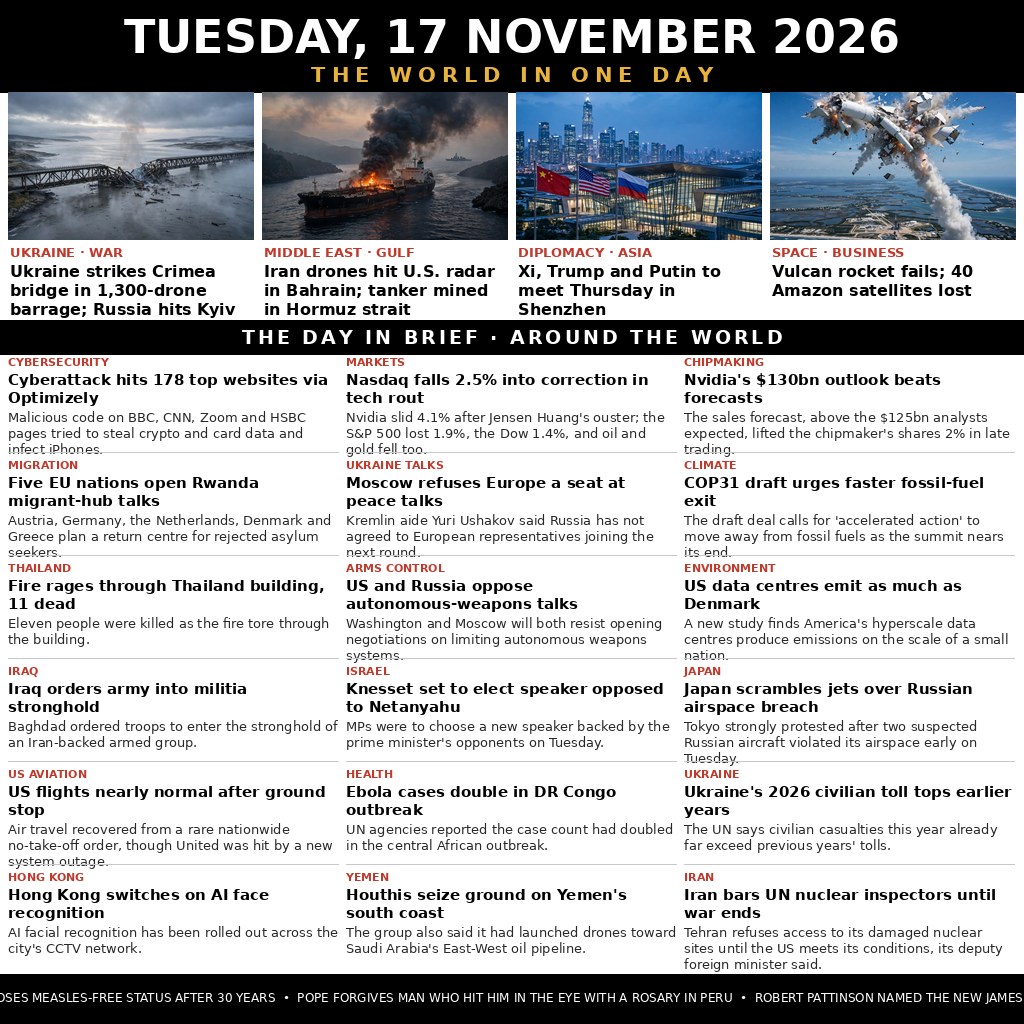 TUESDAY, 17 NOVEMBER 2026
THE WORLD IN ONE DAY
UKRAINE · WAR
Ukraine strikes Crimea
bridge in 1,300-drone
barrage; Russia hits Kyiv
MIDDLE EAST · GULF
Iran drones hit U.S. radar
in Bahrain; tanker mined
in Hormuz strait
DIPLOMACY · ASIA
Xi, Trump and Putin to
meet Thursday in
Shenzhen
SPACE · BUSINESS
Vulcan rocket fails; 40
Amazon satellites lost
THE DAY IN BRIEF · AROUND THE WORLD
CYBERSECURITY
Cyberattack hits 178 top websites via
Optimizely
Malicious code on BBC, CNN, Zoom and HSBC
pages tried to steal crypto and card data and
infect iPhones.
MARKETS
Nasdaq falls 2.5% into correction in
tech rout
Nvidia slid 4.1% after Jensen Huang's ouster; the
S&P 500 lost 1.9%, the Dow 1.4%, and oil and
gold fell too.
CHIPMAKING
Nvidia's $130bn outlook beats
forecasts
The sales forecast, above the $125bn analysts
expected, lifted the chipmaker's shares 2% in late
trading.
MIGRATION
Five EU nations open Rwanda
migrant-hub talks
Austria, Germany, the Netherlands, Denmark and
Greece plan a return centre for rejected asylum
seekers.
UKRAINE TALKS
Moscow refuses Europe a seat at
peace talks
Kremlin aide Yuri Ushakov said Russia has not
agreed to European representatives joining the
next round.
CLIMATE
COP31 draft urges faster fossil-fuel
exit
The draft deal calls for 'accelerated action' to
move away from fossil fuels as the summit nears
its end.
THAILAND
Fire rages through Thailand building,
11 dead
Eleven people were killed as the fire tore through
the building.
ARMS CONTROL
US and Russia oppose
autonomous-weapons talks
Washington and Moscow will both resist opening
negotiations on limiting autonomous weapons
systems.
ENVIRONMENT
US data centres emit as much as
Denmark
A new study finds America's hyperscale data
centres produce emissions on the scale of a small
nation.
IRAQ
Iraq orders army into militia
stronghold
Baghdad ordered troops to enter the stronghold of
an Iran-backed armed group.
ISRAEL
Knesset set to elect speaker opposed
to Netanyahu
MPs were to choose a new speaker backed by the
prime minister's opponents on Tuesday.
JAPAN
Japan scrambles jets over Russian
airspace breach
Tokyo strongly protested after two suspected
Russian aircraft violated its airspace early on
Tuesday.
US AVIATION
US flights nearly normal after ground
stop
Air travel recovered from a rare nationwide
no-take-off order, though United was hit by a new
system outage.
HEALTH
Ebola cases double in DR Congo
outbreak
UN agencies reported the case count had doubled
in the central African outbreak.
UKRAINE
Ukraine's 2026 civilian toll tops earlier
years
The UN says civilian casualties this year already
far exceed previous years' tolls.
HONG KONG
Hong Kong switches on AI face
recognition
AI facial recognition has been rolled out across the
city's CCTV network.
YEMEN
Houthis seize ground on Yemen's
south coast
The group also said it had launched drones toward
Saudi Arabia's East-West oil pipeline.
IRAN
Iran bars UN nuclear inspectors until
war ends
Tehran refuses access to its damaged nuclear
sites until the US meets its conditions, its deputy
foreign minister said.
OSES MEASLES-FREE STATUS AFTER 30 YEARS • POPE FORGIVES MAN WHO HIT HIM IN THE EYE WITH A ROSARY IN PERU • ROBERT PATTINSON NAMED THE NEW JAMES